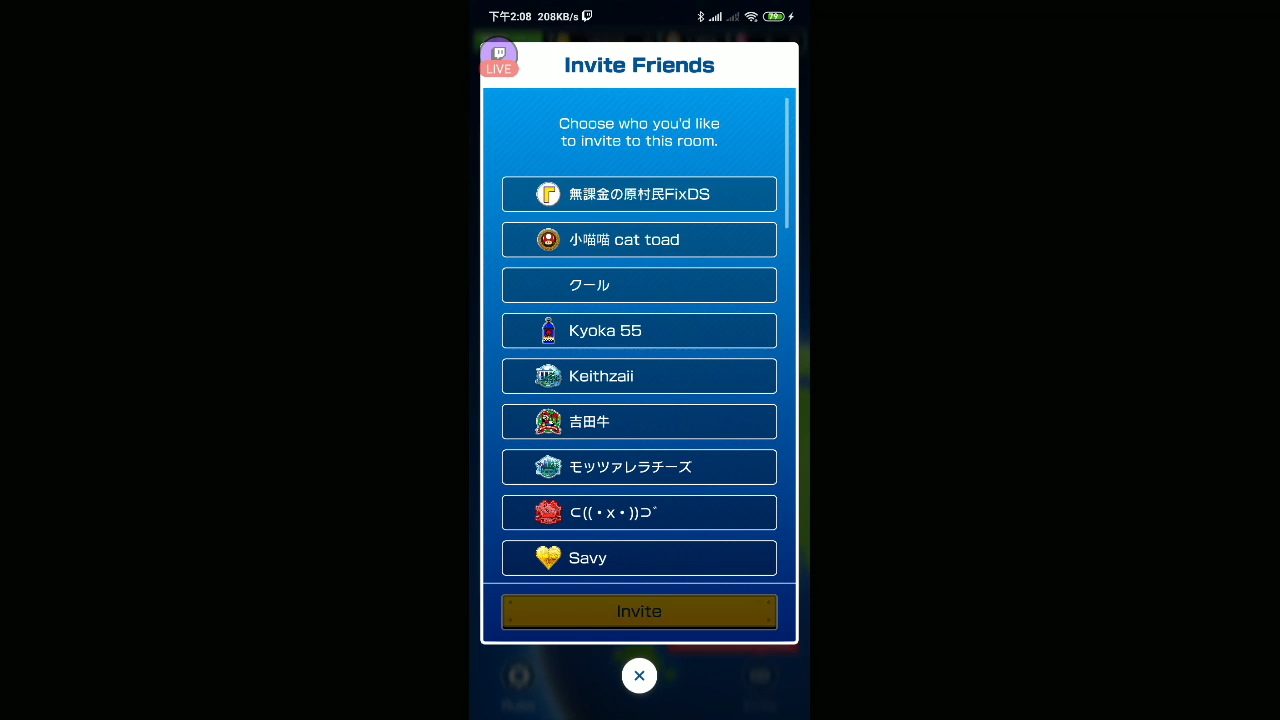 下午2:08 208KB/s 79
LIVE
Invite Friends
Choose who you'd like
to invite to this room.
無課金の原村民FixDS
小喵喵 cat toad
クール
Kyoka 55
Keithzaii
吉田牛
モッツァレラチーズ
⊂((・x・))⊃ﾞ
Savy
Invite